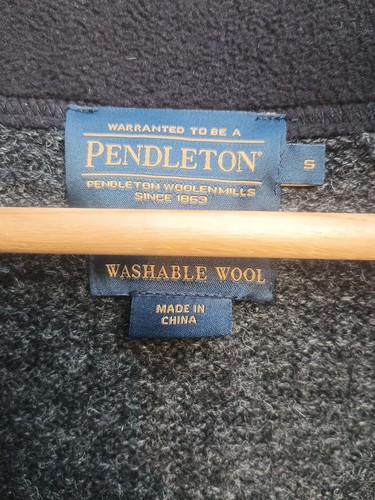 WARRANTED TO BE A
PENDLETON®
PENDLETON WOOLEN MILLS
SINCE 1863
S
WASHABLE WOOL
MADE IN
CHINA